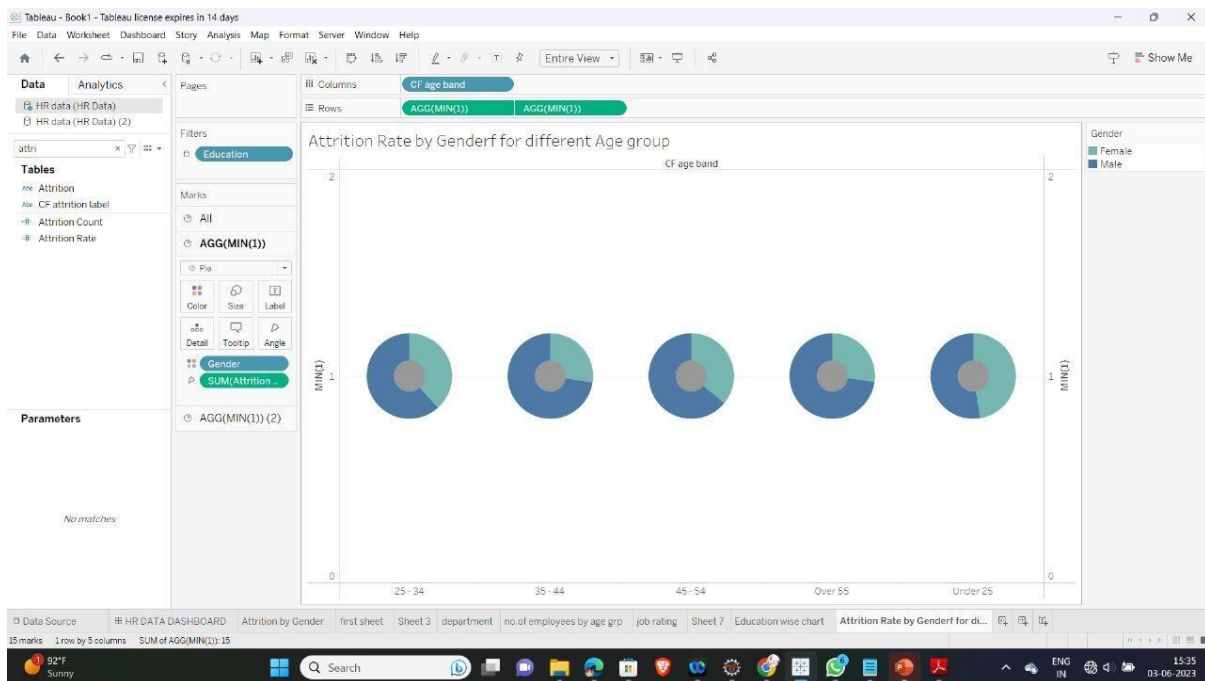 Tableau - Book1 - Tableau license expires in 14 days
File Data Worksheet Dashboard Story Analysis Map Format Server Window Help
Entire View
Show Me
Data Analytics
HR data (HR Data)
HR data (HR Data) (2)
attri
Tables
Abc Attrition
Abc CF attrition label
Attrition Count
Attrition Rate
Parameters
No matches
Pages
Filters
Education
Marks
All
AGG(MIN(1))
Pie
Color Size Label
Detail Tooltip Angle
Gender
SUM(Attrition ..
AGG(MIN(1)) (2)
Columns CF age band
Rows AGG(MIN(1)) AGG(MIN(1))
Attrition Rate by Genderf for different Age group
CF age band
2 2
MIN(1) 1 1 MIN(1)
0 0
25 - 34 35 - 44 45 - 54 Over 55 Under 25
Gender
Female
Male
Data Source HR DATA DASHBOARD Attrition by Gender first sheet Sheet 3 department no.of employees by age grp job rating Sheet 7 Education wise chart Attrition Rate by Genderf for di...
15 marks 1 row by 5 columns SUM of AGG(MIN(1)): 15
1 92°F
Sunny
Search
6
ENG
IN
15:35
03-06-2023